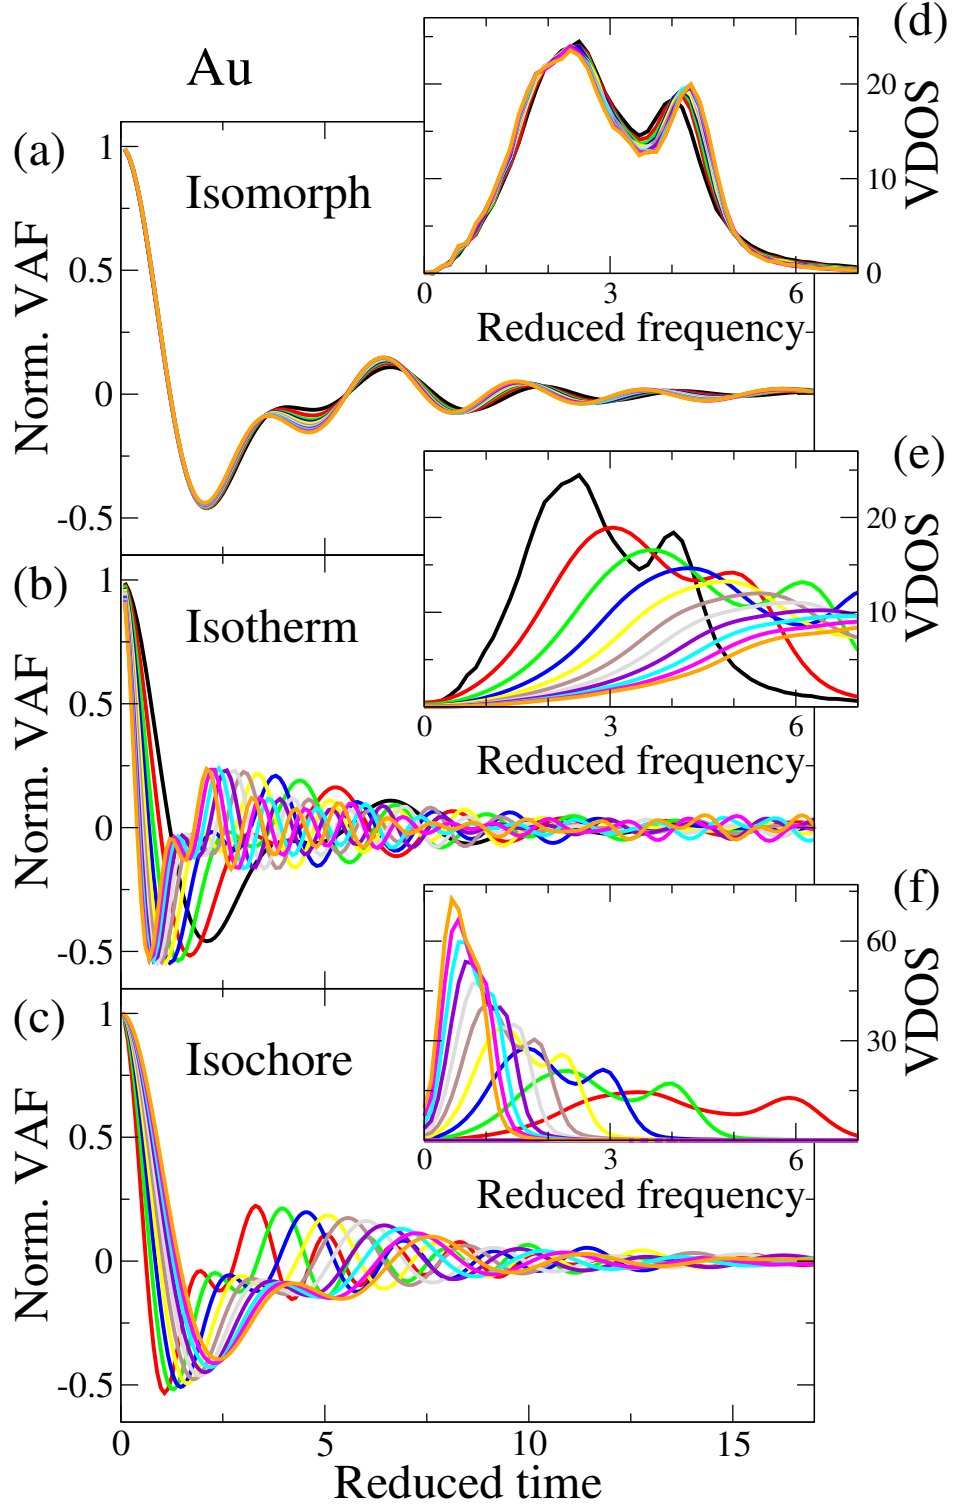 Au
(a)
Isomorph
Norm. VAF
1
0.5
0
-0.5
(d)
VDOS
20
10
0
0
3
6
Reduced frequency
(b)
Isotherm
Norm. VAF
1
0.5
0
-0.5
(e)
VDOS
20
10
0
3
6
Reduced frequency
(c)
Isochore
Norm. VAF
1
0.5
0
-0.5
(f)
VDOS
60
30
0
3
6
Reduced frequency
0
5
10
15
Reduced time